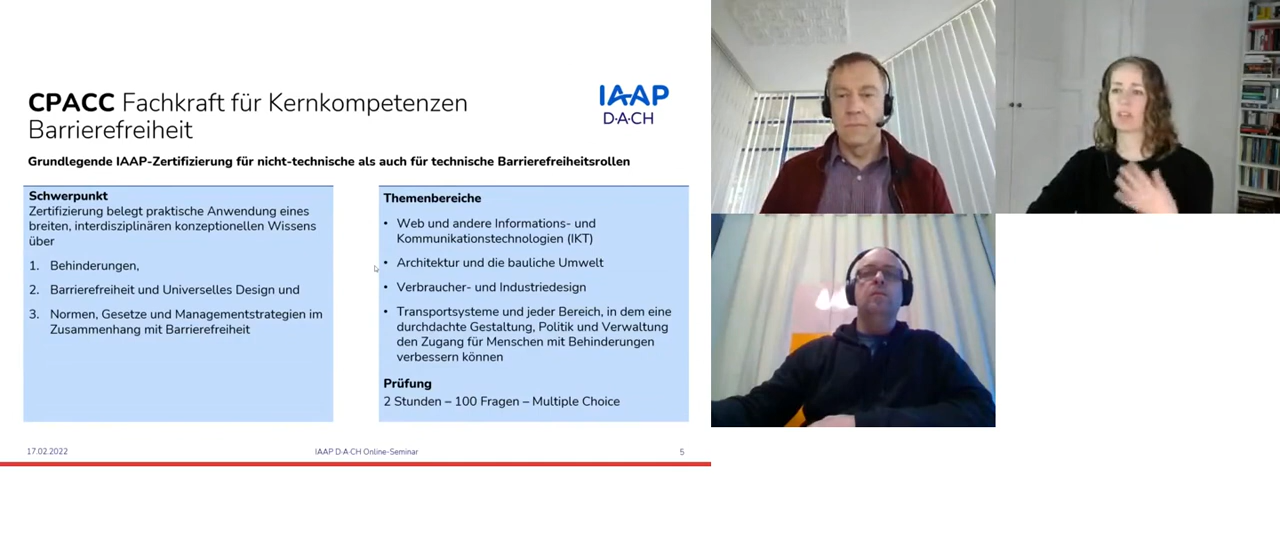 CPACC Fachkraft für Kernkompetenzen
Barrierefreiheit
IAAP
D·A·CH
Grundlegende IAAP-Zertifizierung für nicht-technische als auch für technische Barrierefreiheitsrollen
Schwerpunkt
Zertifizierung belegt praktische Anwendung eines
breiten, interdisziplinären konzeptionellen Wissens
über
1. Behinderungen,
2. Barrierefreiheit und Universelles Design und
3. Normen, Gesetze und Managementstrategien im
Zusammenhang mit Barrierefreiheit
Themenbereiche
• Web und andere Informations- und
Kommunikationstechnologien (IKT)
• Architektur und die bauliche Umwelt
• Verbraucher- und Industriedesign
• Transportsysteme und jeder Bereich, in dem eine
durchdachte Gestaltung, Politik und Verwaltung
den Zugang für Menschen mit Behinderungen
verbessern können
Prüfung
2 Stunden – 100 Fragen – Multiple Choice
17.02.2022
IAAP D·A·CH Online-Seminar
5